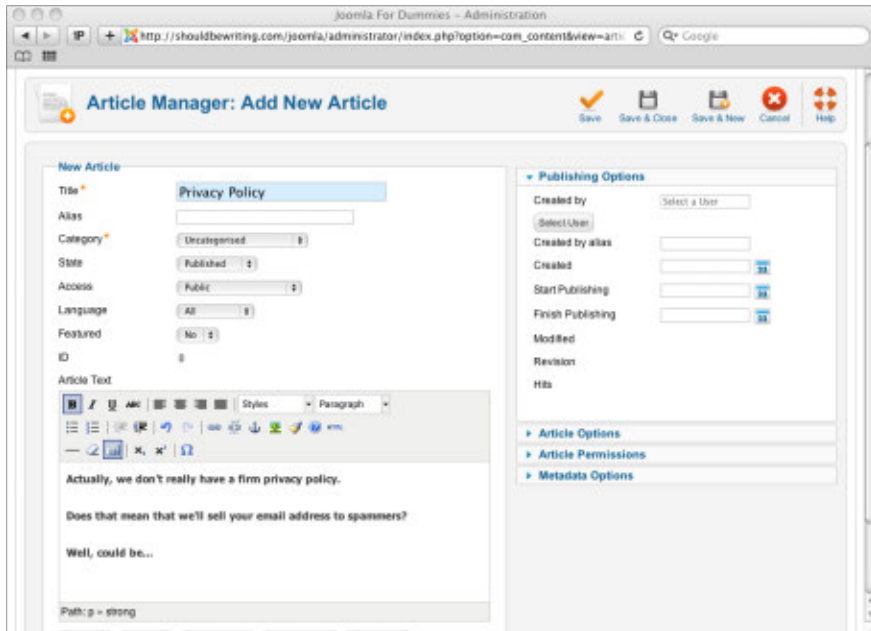 Joomla For Dummies – Administration
http://shouldbewriting.com/joomla/administrator/index.php?option=com_content&view=arti
Google
Article Manager: Add New Article
Save
Save & Close
Save & New
Cancel
Help
New Article
Title *
Privacy Policy
Alias
Category *
Uncategorised
State
Published
Access
Public
Language
All
Featured
No
ID
0
Article Text
B I U ABC
Styles
Paragraph
HTML
Actually, we don't really have a firm privacy policy.
Does that mean that we'll sell your email address to spammers?
Well, could be...
Path: p » strong
Publishing Options
Created by
Select a User
Select User
Created by alias
Created
Start Publishing
Finish Publishing
Modified
Revision
Hits
Article Options
Article Permissions
Metadata Options